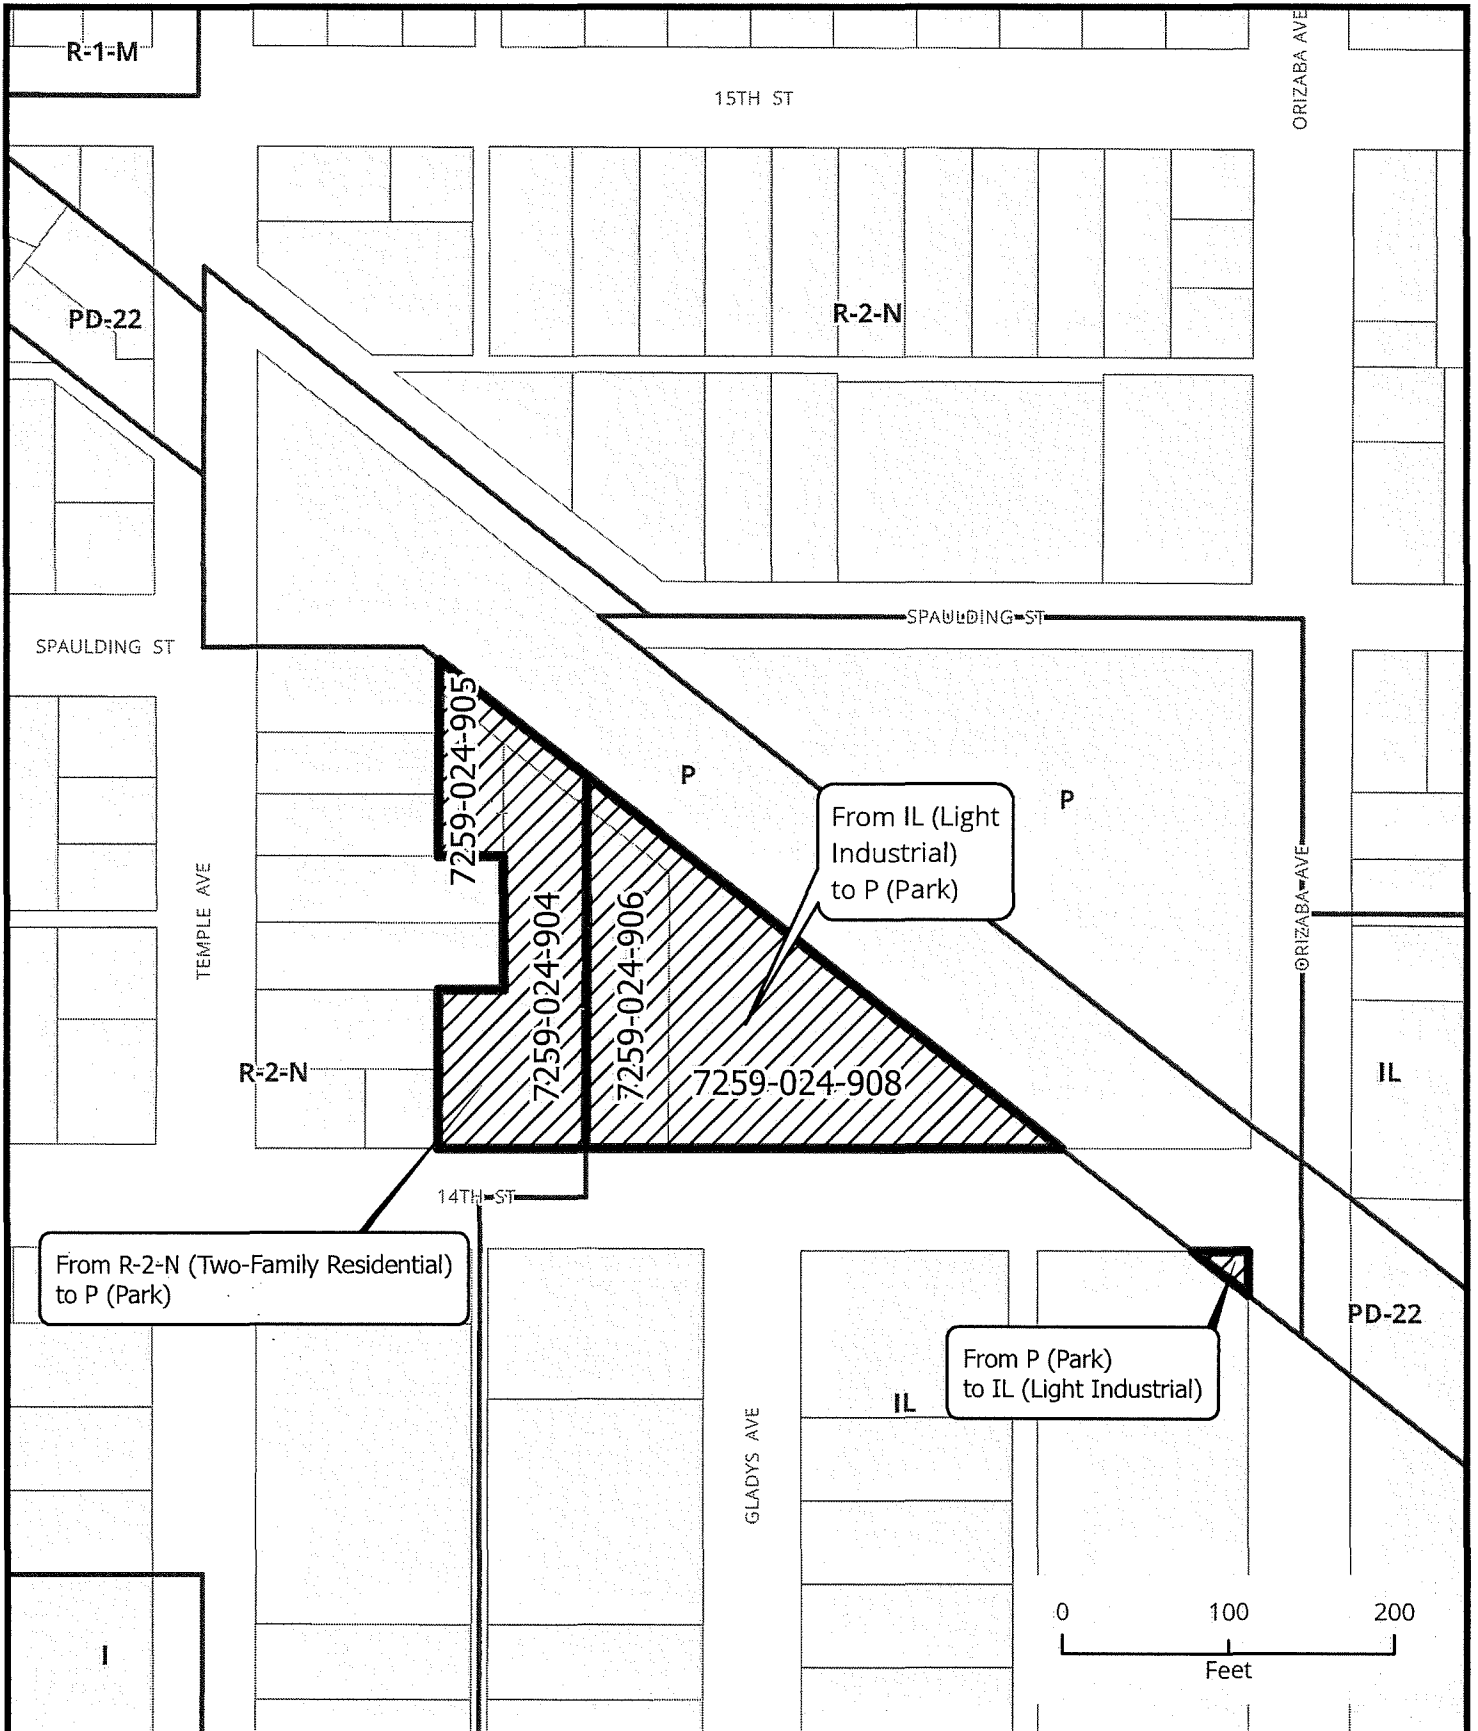 R-1-M
ORIZABA AVE
15TH ST
PD-22
R-2-N
SPAULDING ST
SPAULDING ST
7259-024-905
P
P
From IL (Light
Industrial)
to P (Park)
TEMPLE AVE
ORIZABA AVE
7259-024-904
7259-024-906
R-2-N
7259-024-908
IL
14TH ST
From R-2-N (Two-Family Residential)
to P (Park)
PD-22
From P (Park)
to IL (Light Industrial)
IL
GLADYS AVE
I
0 100 200
Feet